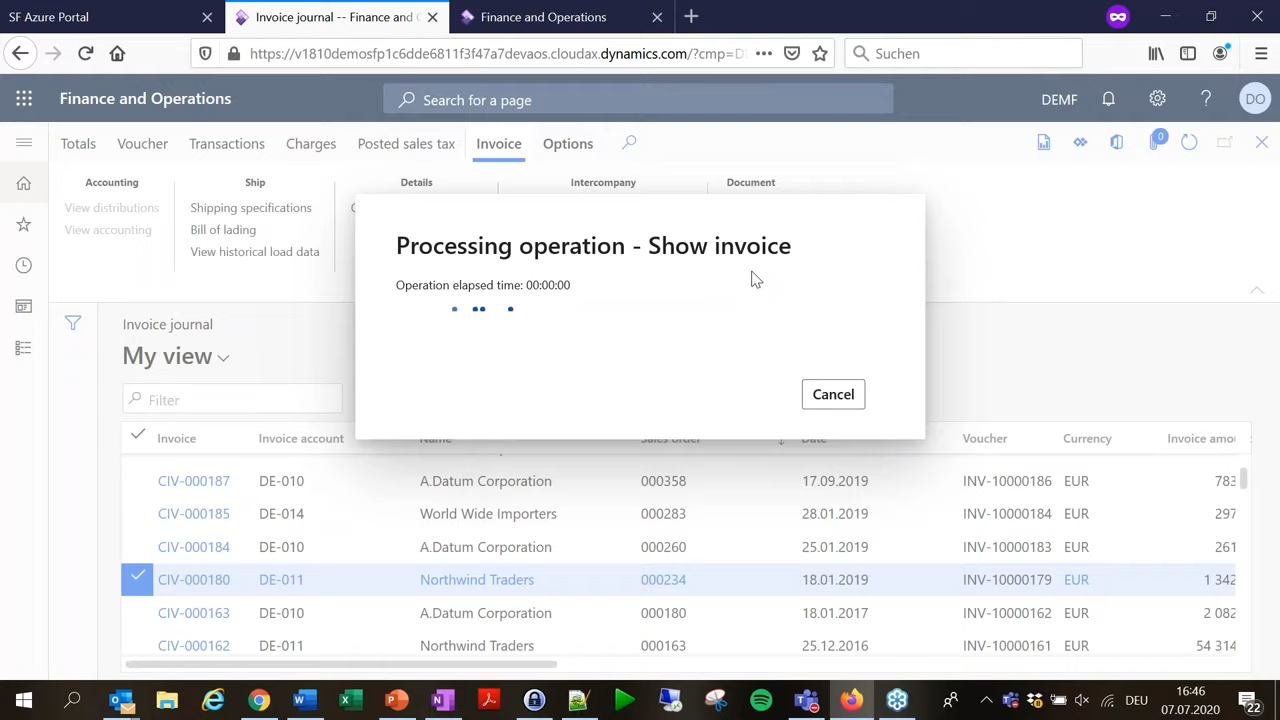 SF Azure Portal
Invoice journal -- Finance and O
Finance and Operations
https://v1810demosfp1c6dde6811f3f47a7devaos.cloudax.dynamics.com/?cmp=D
Suchen
Finance and Operations
Search for a page
DEMF
DO
Totals
Voucher
Transactions
Charges
Posted sales tax
Invoice
Options
0
Accounting
Ship
Details
Intercompany
Document
View distributions
Shipping specifications
View accounting
Bill of lading
View historical load data
Processing operation - Show invoice
Operation elapsed time: 00:00:00
Cancel
Invoice journal
My view
Filter
Invoice Invoice account Name Sales order Date Voucher Currency Invoice amou
CIV-000187 DE-010 A.Datum Corporation 000358 17.09.2019 INV-10000186 EUR 783
CIV-000185 DE-014 World Wide Importers 000283 28.01.2019 INV-10000184 EUR 297
CIV-000184 DE-010 A.Datum Corporation 000260 25.01.2019 INV-10000183 EUR 261
CIV-000180 DE-011 Northwind Traders 000234 18.01.2019 INV-10000179 EUR 1 342
CIV-000163 DE-010 A.Datum Corporation 000180 18.01.2017 INV-10000162 EUR 2 082
CIV-000162 DE-011 Northwind Traders 000163 25.12.2016 INV-10000161 EUR 54 314
DEU
16:46
07.07.2020
22